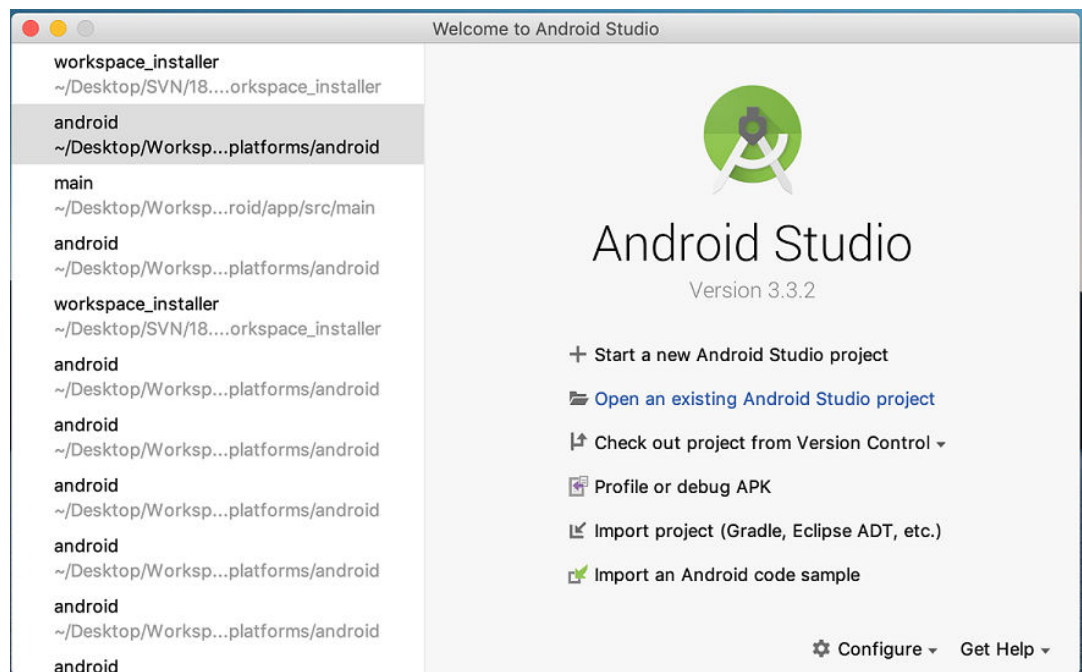 Welcome to Android Studio
workspace_installer
~/Desktop/SVN/18....orkspace_installer
android
~/Desktop/Worksp...platforms/android
main
~/Desktop/Worksp...roid/app/src/main
android
~/Desktop/Worksp...platforms/android
workspace_installer
~/Desktop/SVN/18....orkspace_installer
android
~/Desktop/Worksp...platforms/android
android
~/Desktop/Worksp...platforms/android
android
~/Desktop/Worksp...platforms/android
android
~/Desktop/Worksp...platforms/android
android
~/Desktop/Worksp...platforms/android
android
Android Studio
Version 3.3.2
Start a new Android Studio project
Open an existing Android Studio project
Check out project from Version Control
Profile or debug APK
Import project (Gradle, Eclipse ADT, etc.)
Import an Android code sample
Configure Get Help